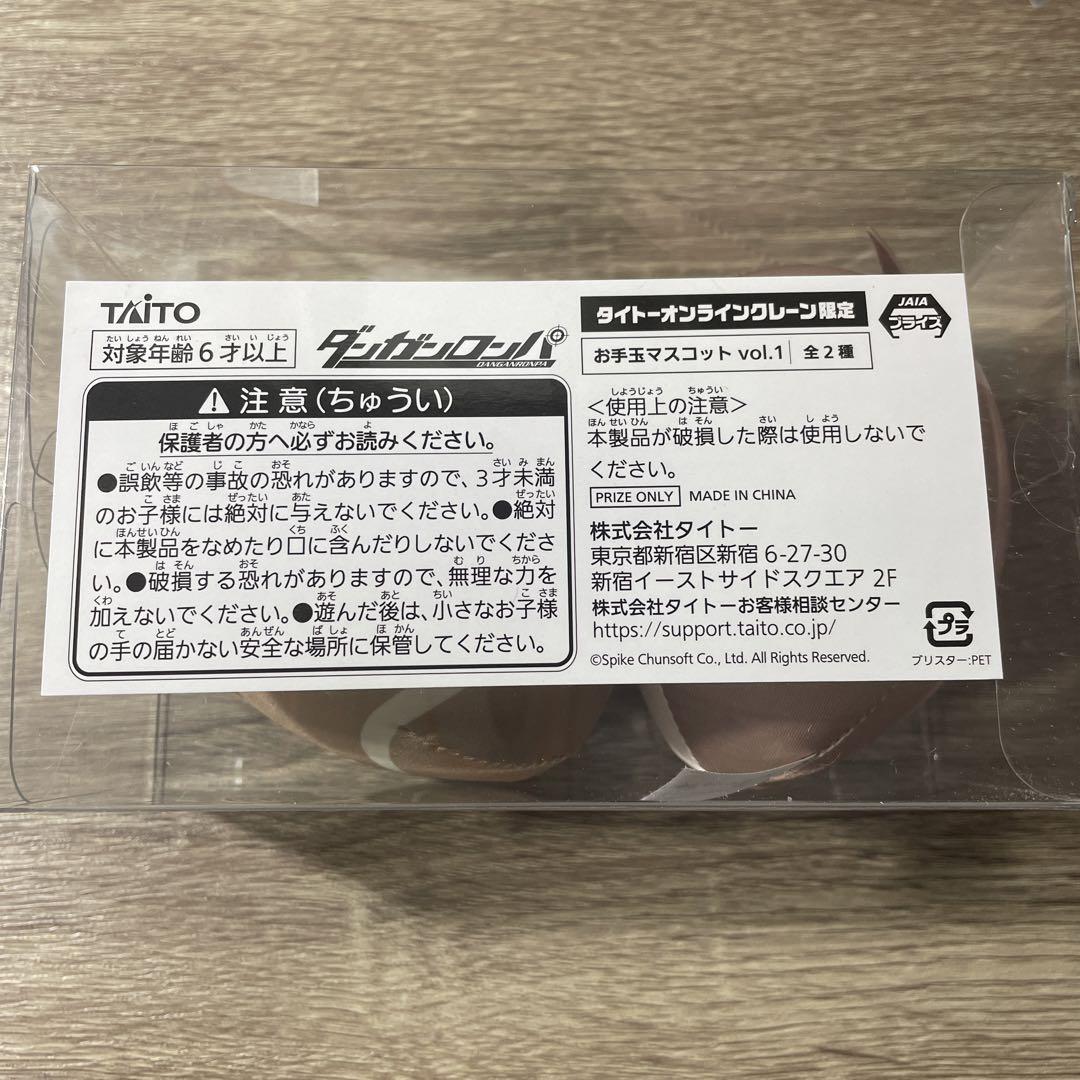 TAiTO
対象年齢6才以上
ダンガンロンパ
DANGANRONPA
タイトーオンラインクレーン限定
お手玉マスコット vol.1 全2種
JAIA
プライズ
注意(ちゅうい)
保護者の方へ必ずお読みください。
●誤飲等の事故の恐れがありますので、3才未満
のお子様には絶対に与えないでください。●絶対
に本製品をなめたり口に含んだりしないでくださ
い。●破損する恐れがありますので、無理な力を
加えないでください。●遊んだ後は、小さなお子様
の手の届かない安全な場所に保管してください。
<使用上の注意>
本製品が破損した際は使用しないで
ください。
PRIZE ONLY MADE IN CHINA
株式会社タイトー
東京都新宿区新宿 6-27-30
新宿イーストサイドスクエア 2F
株式会社タイトーお客様相談センター
https://support.taito.co.jp/
©Spike Chunsoft Co., Ltd. All Rights Reserved.
プラ
ブリスター:PET